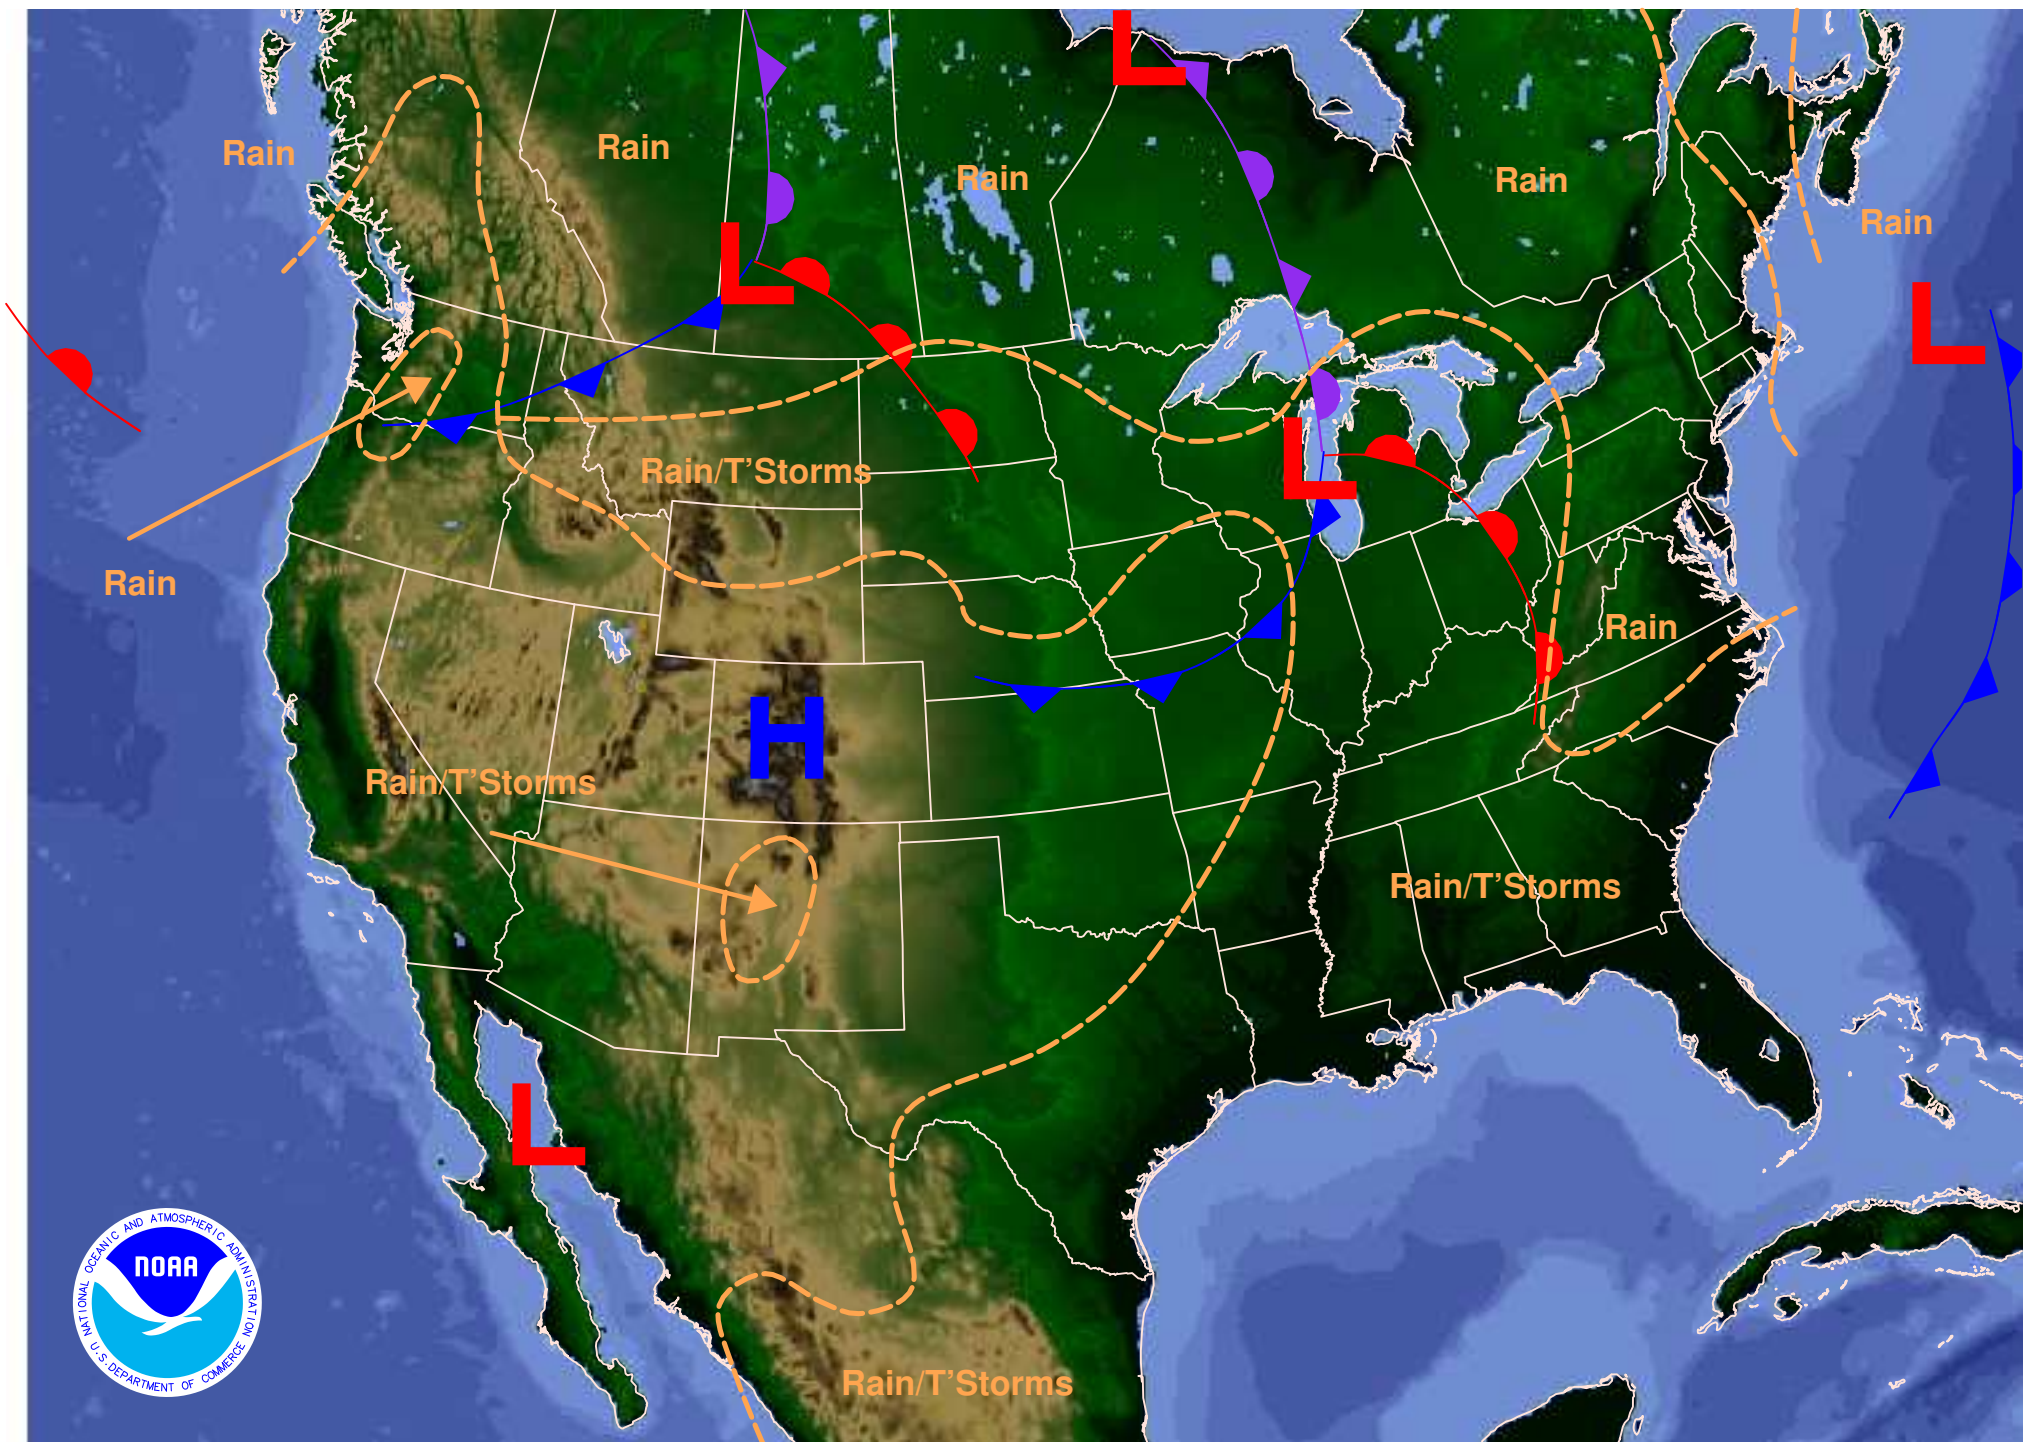 L
Rain
Rain
Rain
Rain
Rain
L
L
L
Rain/T'Storms
Rain
Rain
H
Rain/T'Storms
Rain/T'Storms
L
NATIONAL OCEANIC AND ATMOSPHERIC ADMINISTRATION
NOAA
U.S. DEPARTMENT OF COMMERCE
Rain/T'Storms